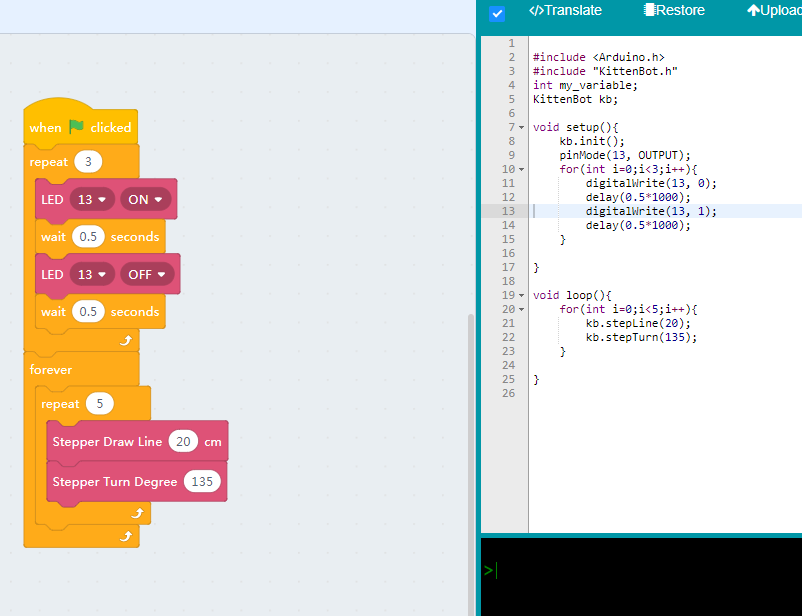 </>Translate Restore Upload
when clicked
repeat 3
LED 13 ON
wait 0.5 seconds
LED 13 OFF
wait 0.5 seconds
forever
repeat 5
Stepper Draw Line 20 cm
Stepper Turn Degree 135
1
2 #include <Arduino.h>
3 #include "KittenBot.h"
4 int my_variable;
5 KittenBot kb;
6
7 void setup(){
8 kb.init();
9 pinMode(13, OUTPUT);
10 for(int i=0;i<3;i++){
11 digitalWrite(13, 0);
12 delay(0.5*1000);
13 digitalWrite(13, 1);
14 delay(0.5*1000);
15 }
16
17 }
18
19 void loop(){
20 for(int i=0;i<5;i++){
21 kb.stepLine(20);
22 kb.stepTurn(135);
23 }
24
25 }
26
>